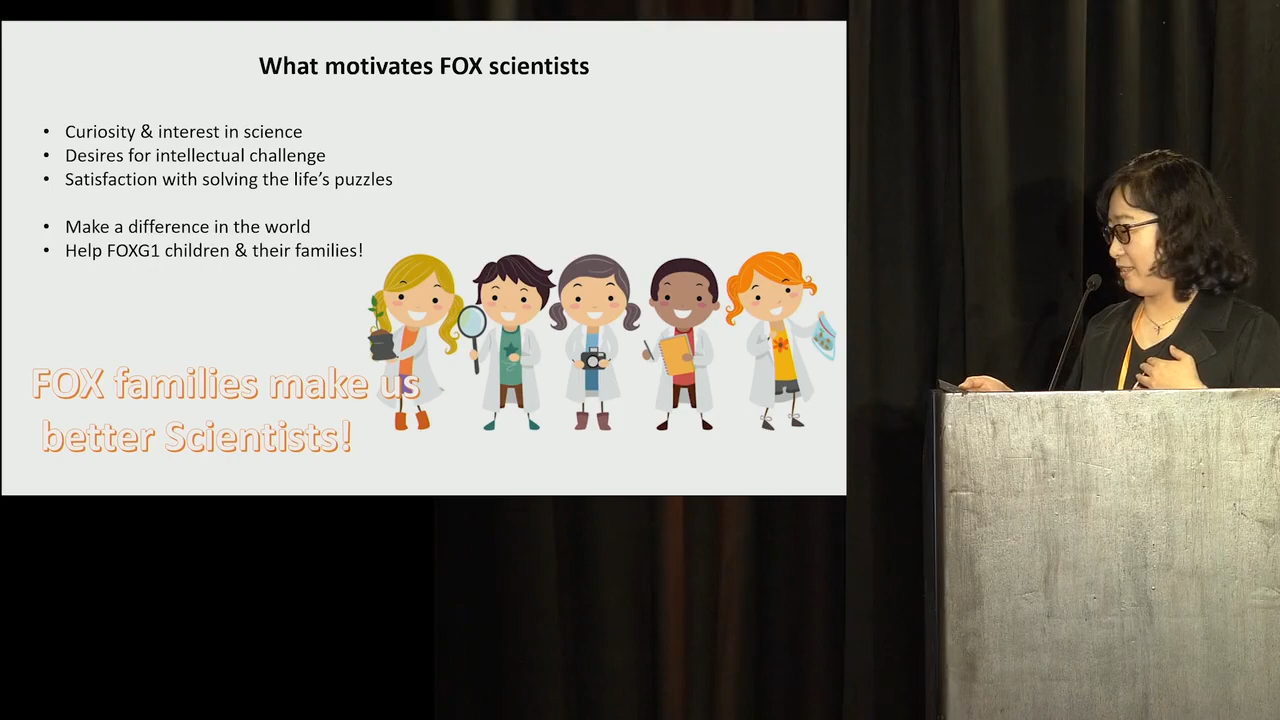 What motivates FOX scientists
• Curiosity & interest in science
• Desires for intellectual challenge
• Satisfaction with solving the life's puzzles
• Make a difference in the world
• Help FOXG1 children & their families!
FOX families make us
better Scientists!